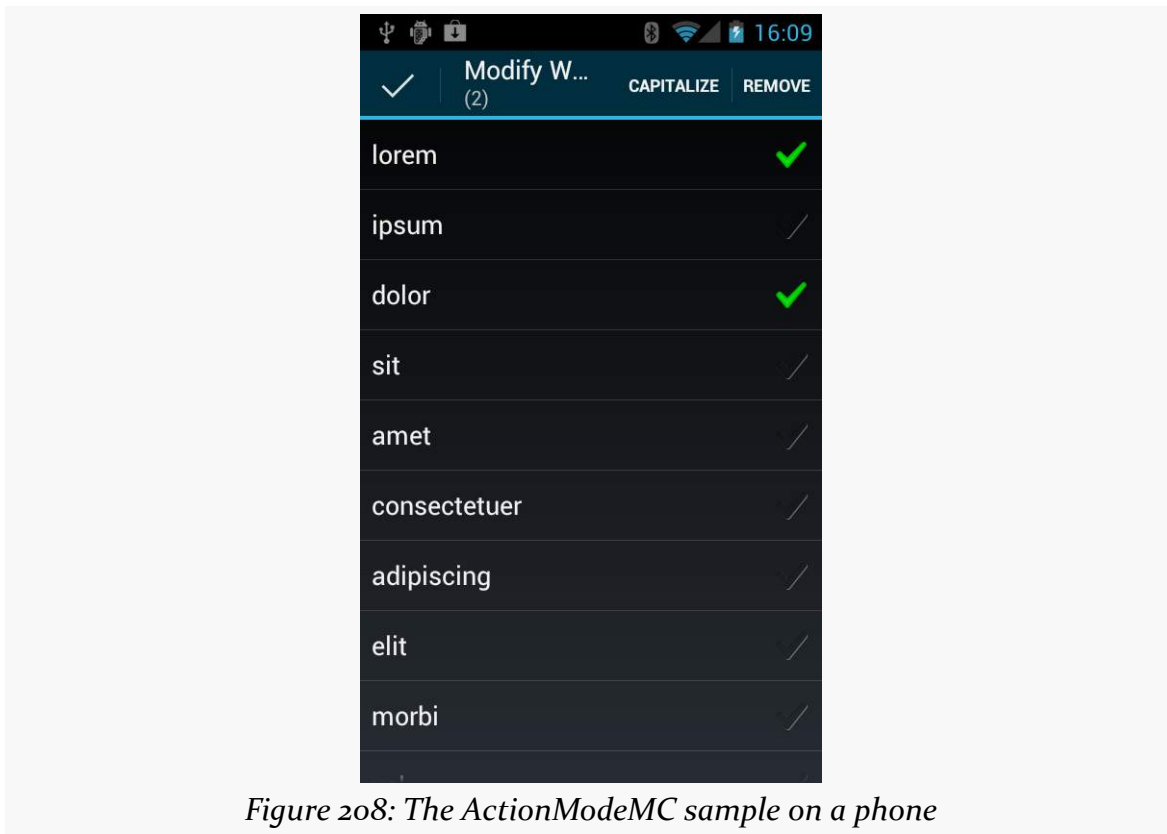 16:09
Modify W...
(2)
CAPITALIZE
REMOVE
lorem
ipsum
dolor
sit
amet
consectetuer
adipiscing
elit
morbi
Figure 208: The ActionModeMC sample on a phone